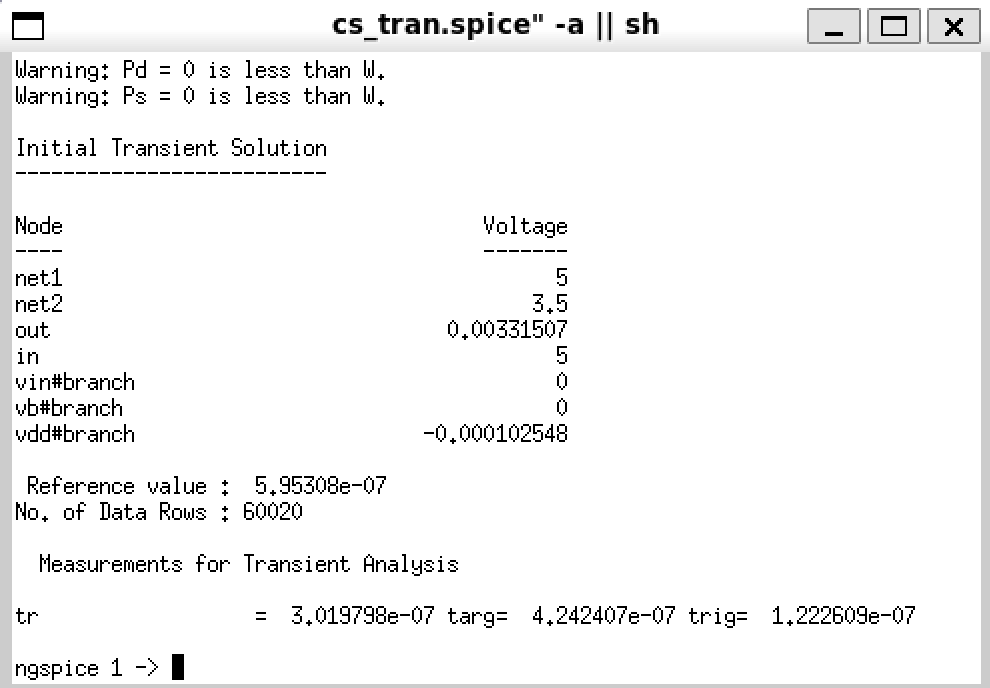 cs_tran.spice" -a || sh
Warning: Pd = 0 is less than W.
Warning: Ps = 0 is less than W.
Initial Transient Solution
--------------------------
Node Voltage
---- -------
net1 5
net2 3.5
out 0.00331507
in 5
vin#branch 0
vb#branch 0
vdd#branch -0.000102548
Reference value : 5.95308e-07
No. of Data Rows : 60020
Measurements for Transient Analysis
tr = 3.019798e-07 targ= 4.242407e-07 trig= 1.222609e-07
ngspice 1 ->